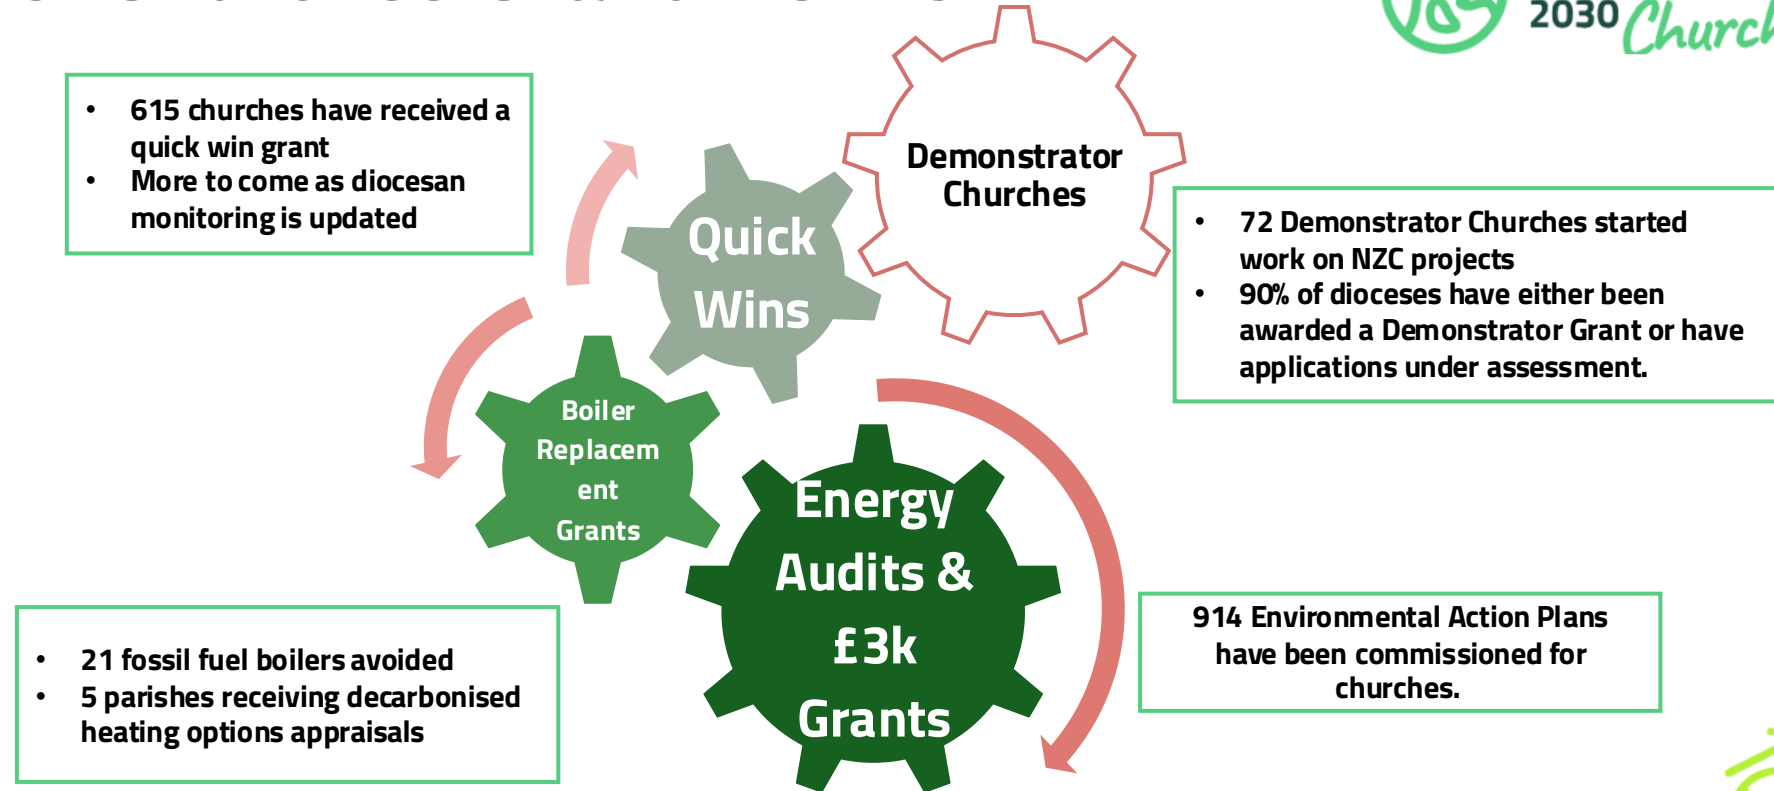 2030 Church
• 615 churches have received a
quick win grant
• More to come as diocesan
monitoring is updated
Quick
Wins
Demonstrator
Churches
• 72 Demonstrator Churches started
work on NZC projects
• 90% of dioceses have either been
awarded a Demonstrator Grant or have
applications under assessment.
Boiler
Replacem
ent
Grants
Energy
Audits &
£3k
Grants
• 21 fossil fuel boilers avoided
• 5 parishes receiving decarbonised
heating options appraisals
914 Environmental Action Plans
have been commissioned for
churches.